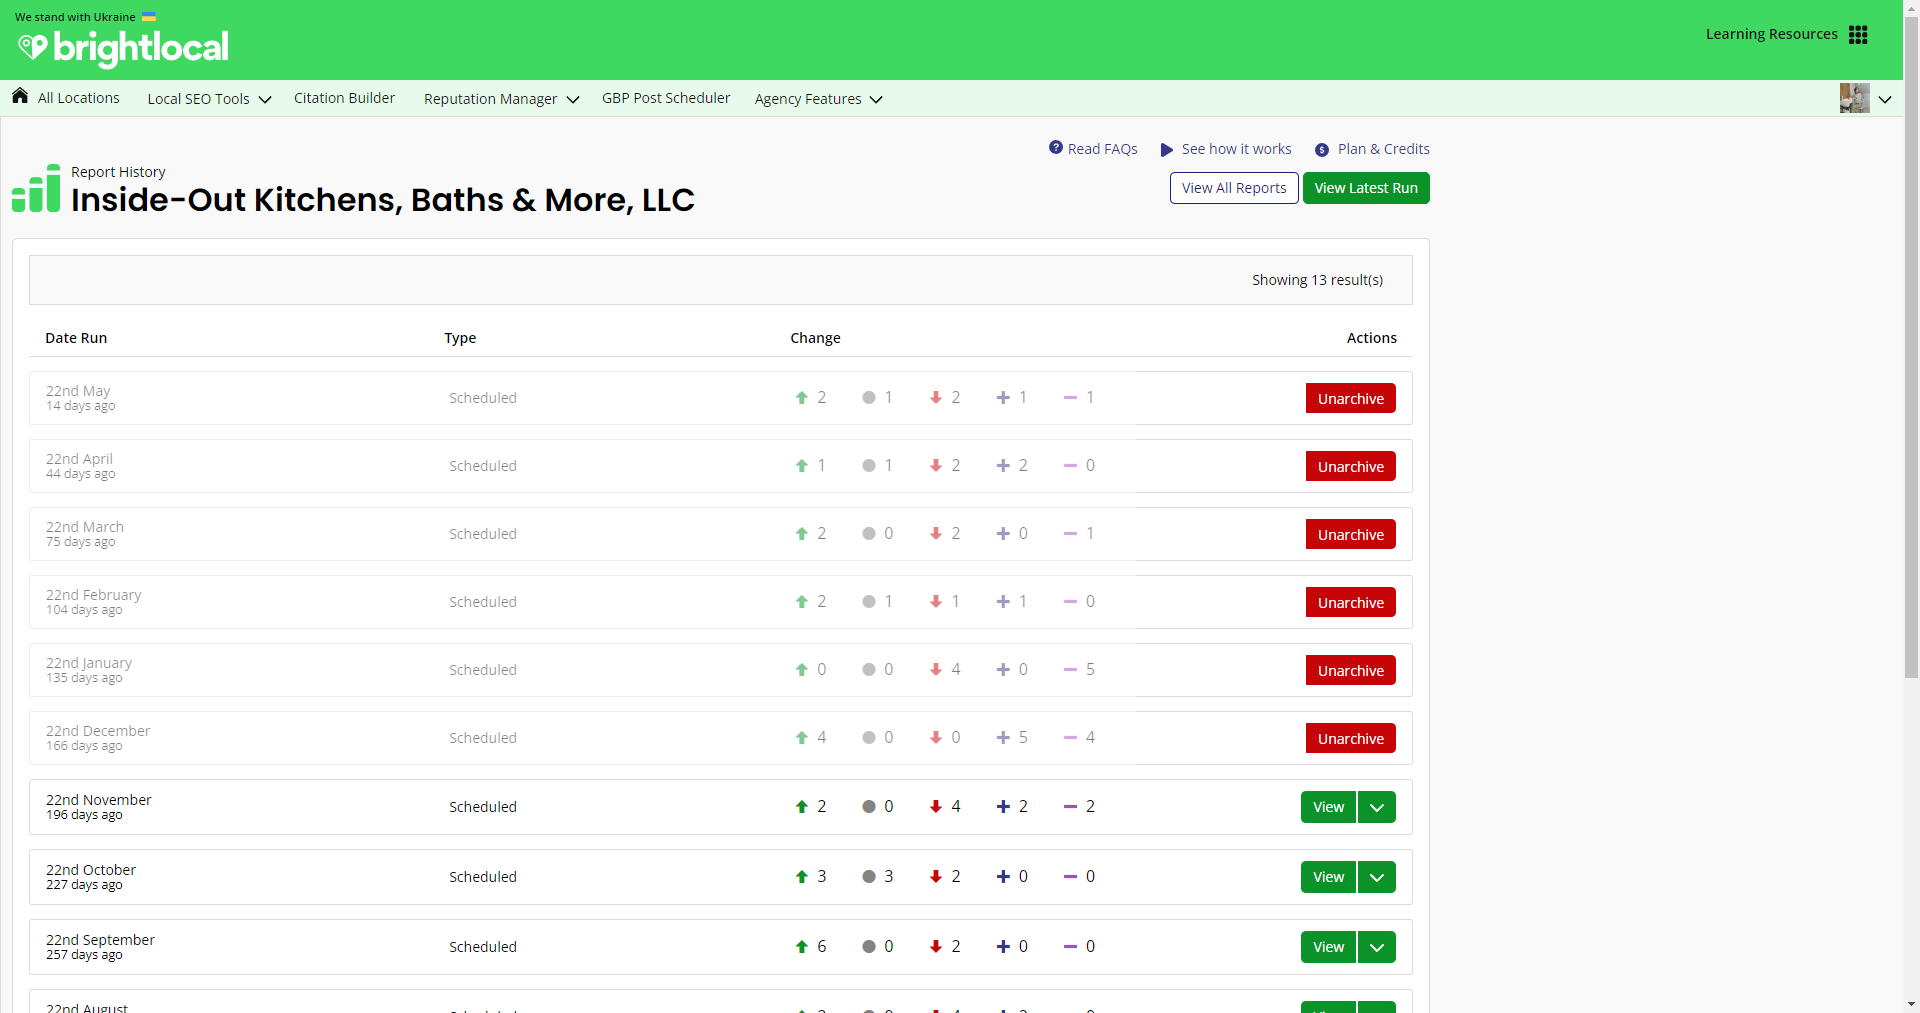 We stand with Ukraine
brightlocal
Learning Resources
All Locations Local SEO Tools Citation Builder Reputation Manager GBP Post Scheduler Agency Features
Read FAQs See how it works Plan & Credits
Report History
Inside-Out Kitchens, Baths & More, LLC
View All Reports View Latest Run
Showing 13 result(s)
Date Run Type Change Actions
22nd May
14 days ago
Scheduled 2 1 2 1 1 Unarchive
22nd April
44 days ago
Scheduled 1 1 2 2 0 Unarchive
22nd March
75 days ago
Scheduled 2 0 2 0 1 Unarchive
22nd February
104 days ago
Scheduled 2 1 1 1 0 Unarchive
22nd January
135 days ago
Scheduled 0 0 4 0 5 Unarchive
22nd December
166 days ago
Scheduled 4 0 0 5 4 Unarchive
22nd November
196 days ago
Scheduled 2 0 4 2 2 View
22nd October
227 days ago
Scheduled 3 3 2 0 0 View
22nd September
257 days ago
Scheduled 6 0 2 0 0 View
22nd August